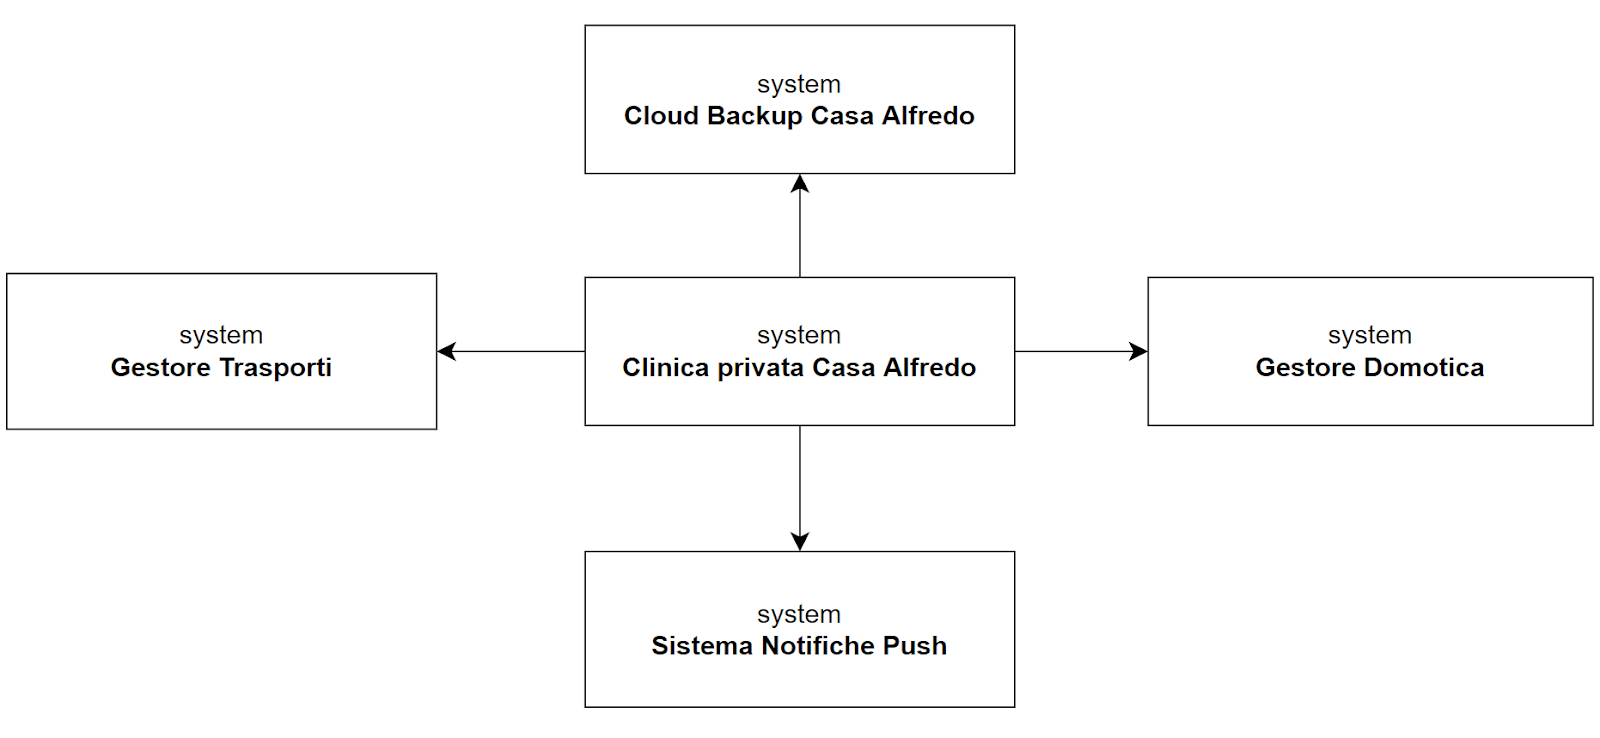 system
Cloud Backup Casa Alfredo
system
Gestore Trasporti
system
Clinica privata Casa Alfredo
system
Gestore Domotica
system
Sistema Notifiche Push